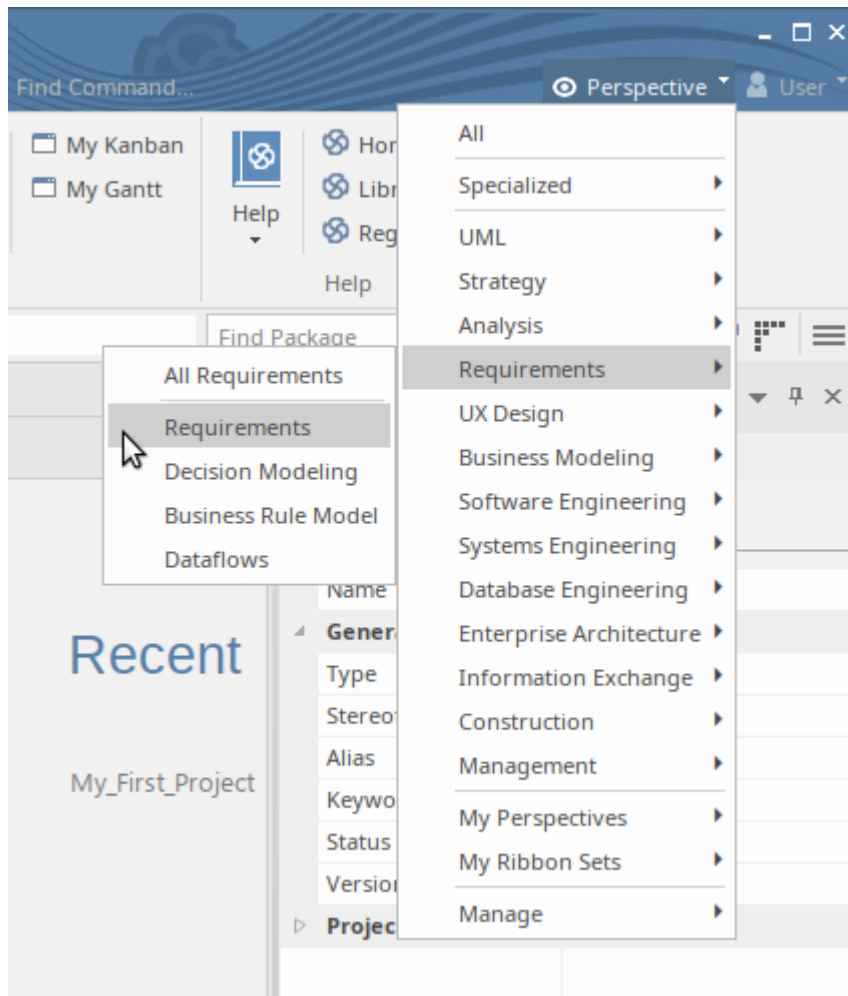 Find Command...
Perspective
User
My Kanban
My Gantt
Help
Help
Find Package
All
Specialized
UML
Strategy
Analysis
Requirements
UX Design
Business Modeling
Software Engineering
Systems Engineering
Database Engineering
Enterprise Architecture
Information Exchange
Construction
Management
My Perspectives
My Ribbon Sets
Manage
All Requirements
Requirements
Decision Modeling
Business Rule Model
Dataflows
Recent
My_First_Project
Name
Type
Alias
Status